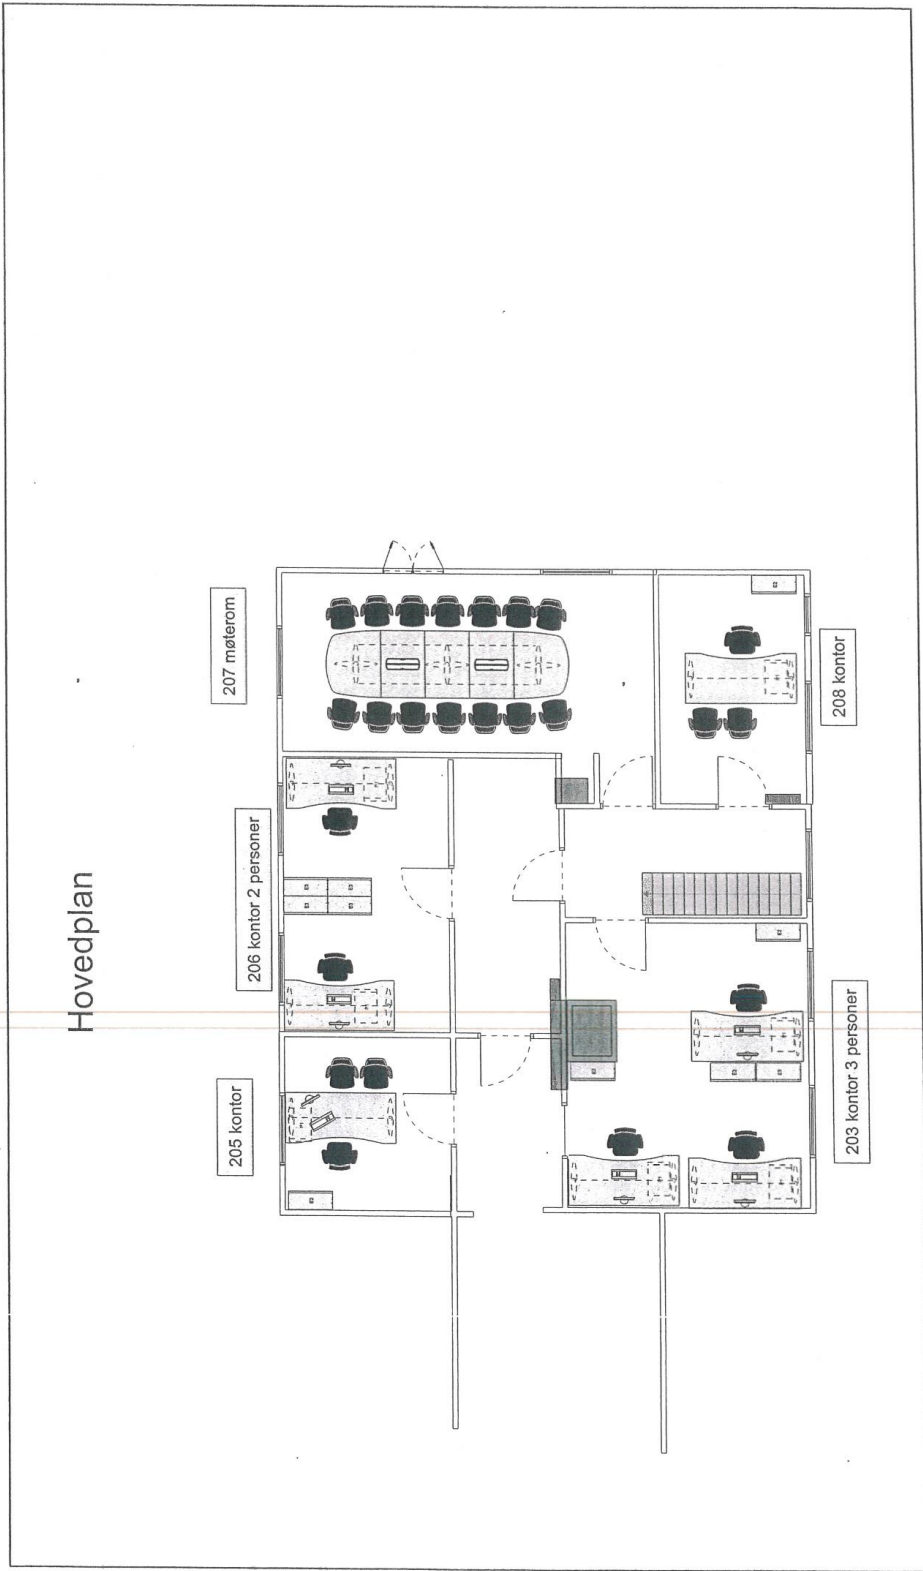 Hovedplan
205 kontor
206 kontor 2 personer
207 møterom
203 kontor 3 personer
208 kontor